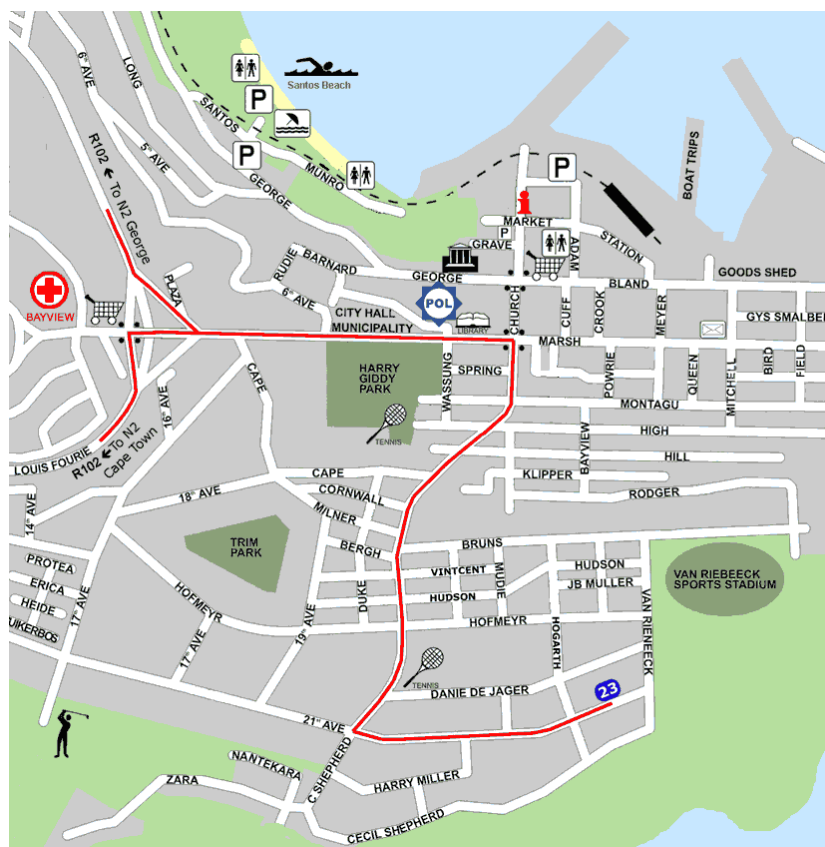 6th AVE
LONG
Santos Beach
P
SANTOS
5th AVE
R102 ← To N2 George
P
GEORGE
MUNRO
P
BOAT TRIPS
MARKET
P
GRAVE
ADAM
STATION
RUDIE
BARNARD
GEORGE
BLAND
GOODS SHED
PLAZA
6th AVE
BAYVIEW
POL
CITY HALL
MUNICIPALITY
LIBRARY
CHURCH
CUFF
CROOK
MEYER
GYS SMALBER
MARSH
HARRY
GIDDY
PARK
CAPE
WASSUNG
SPRING
POWRIE
QUEEN
MITCHELL
BIRD
FIELD
16th AVE
TENNIS
MONTAGU
HIGH
BAYVIEW
HILL
LOUIS FOURIE
R102 ← To N2
Cape Town
KLIPPER
RODGER
CAPE
CORNWALL
18th AVE
MILNER
14th AVE
TRIM
PARK
BERGH
BRUNS
PROTEA
ERICA
HEIDE
UIKERBOS
17th AVE
HOFMEYR
17th AVE
19th AVE
DUKE
VINTCENT
MUDIE
HUDSON
HUDSON
JB MULLER
VAN RIENEECK
VAN RIEBEECK
SPORTS STADIUM
HOFMEYR
HOGARTH
TENNIS
DANIE DE JAGER
23
21st AVE
C SHEPHERD
NANTEKARA
ZARA
HARRY MILLER
CECIL SHEPHERD